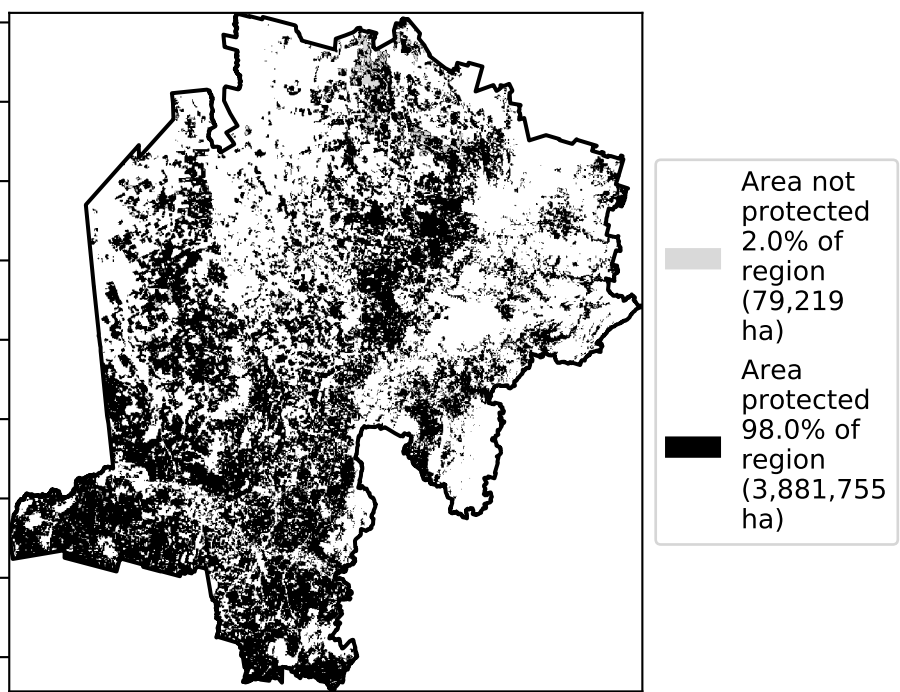 Area not
protected
2.0% of
region
(79,219
ha)
Area
protected
98.0% of
region
(3,881,755
ha)